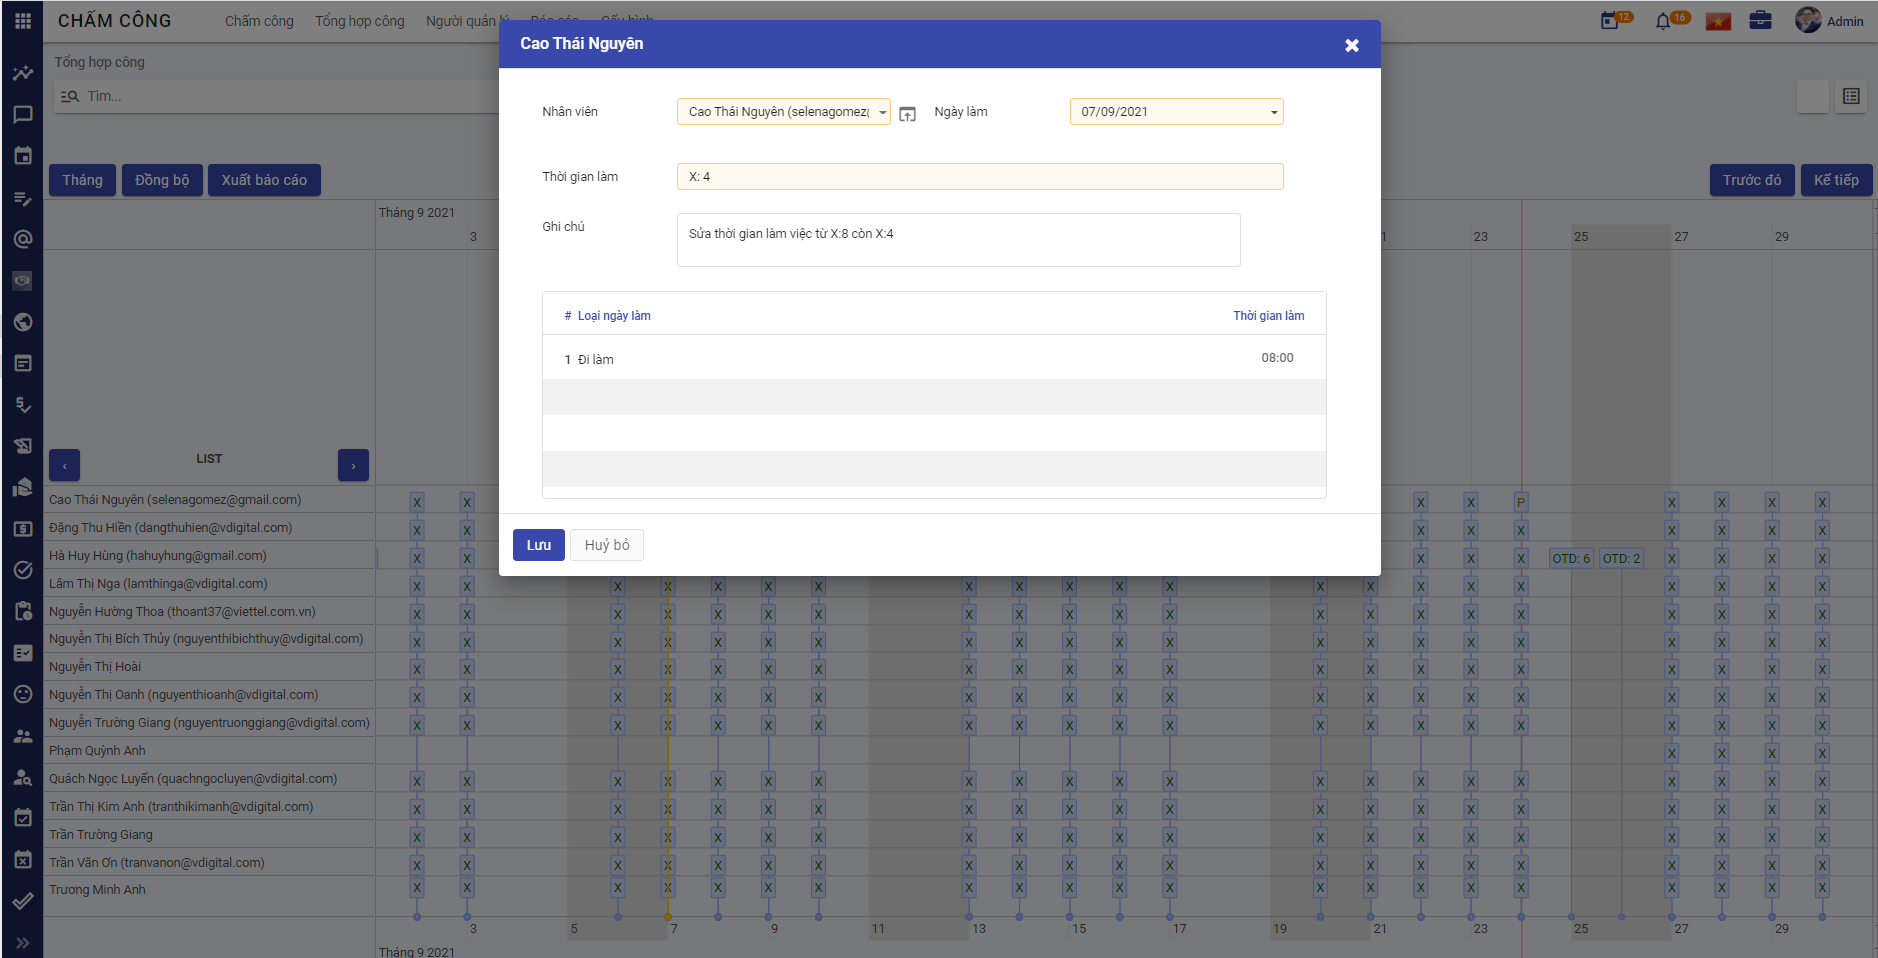 CHẤM CÔNG
Chấm công Tổng hợp công Người quản lý Báo cáo Cấu hình
12 16 Admin
Tổng hợp công
Tìm...
Tháng Đồng bộ Xuất báo cáo
Trước đó Kế tiếp
Cao Thái Nguyên
Nhân viên Cao Thái Nguyên (selenagomez( Ngày làm 07/09/2021
Thời gian làm X: 4
Ghi chú Sửa thời gian làm việc từ X:8 còn X:4
# Loại ngày làm Thời gian làm
1 Đi làm 08:00
Lưu Huỷ bỏ
Tháng 9 2021
3 1 23 25 27 29
‹ LIST ›
Cao Thái Nguyên (selenagomez@gmail.com) X X X X P X X X X
Đặng Thu Hiền (dangthuhien@vdigital.com) X X X X X X X X X
Hà Huy Hùng (hahuyhung@gmail.com) X X X X X OTD: 6 OTD: 2 X X X X
Lâm Thị Nga (lamthinga@vdigital.com) X X X X X X X X X X X X X X X X X X X X X X
Nguyễn Hường Thoa (thoant37@viettel.com.vn) X X X X X X X X X X X X X X X X X X X X X X
Nguyễn Thị Bích Thủy (nguyenthibichthuy@vdigital.com) X X X X X X X X X X X X X X X X X X X X X X
Nguyễn Thị Hoài X X X X X X X X X X X X X X X X X X X X X X
Nguyễn Thị Oanh (nguyenthioanh@vdigital.com) X X X X X X X X X X X X X X X X X X X X X X
Nguyễn Trường Giang (nguyentruonggiang@vdigital.com) X X X X X X X X X X X X X X X X X X X X X X
Phạm Quỳnh Anh X X X X
Quách Ngọc Luyến (quachngocluyen@vdigital.com) X X X X X X X X X X X X X X X X X X X X X X
Trần Thị Kim Anh (tranthikimanh@vdigital.com) X X X X X X X X X X X X X X X X X X X X X X
Trần Trường Giang X X X X X X X X X X X X X X X X X X X X X X
Trần Văn Ơn (tranvanon@vdigital.com) X X X X X X X X X X X X X X X X X X X X X X
Trương Minh Anh X X X X X X X X X X X X X X X X X X X X X X
3 5 7 9 11 13 15 17 19 21 23 25 27 29
Tháng 9 2021